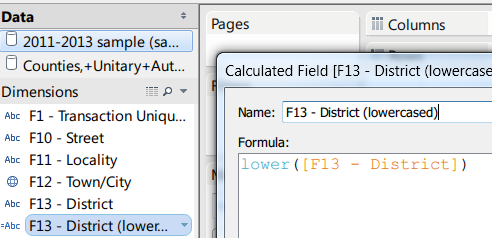 Data
2011-2013 sample (sa...
Counties,+Unitary+Aut...
Dimensions
Abc F1 - Transaction Uniqu...
Abc F10 - Street
Abc F11 - Locality
F12 - Town/City
Abc F13 - District
=Abc F13 - District (lower...
Pages
Columns
Calculated Field [F13 - District (lowercase
Name: F13 - District (lowercased)
Formula:
lower([F13 - District])